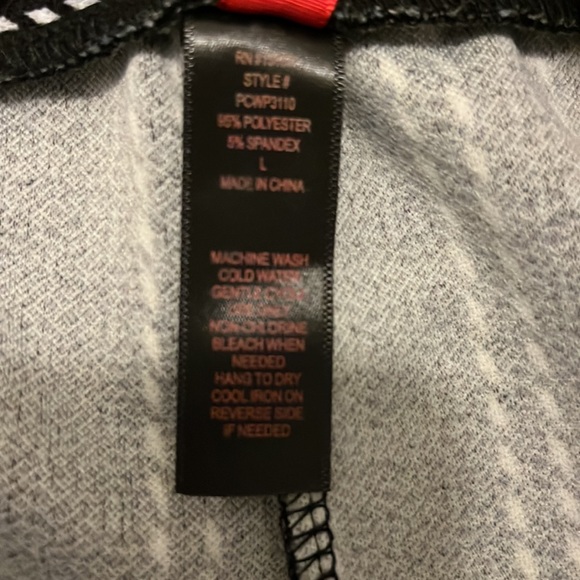 RN #
STYLE #
PCWP3110
95% POLYESTER
5% SPANDEX
L
MADE IN CHINA
MACHINE WASH
COLD WATER
GENTLE CYCLE
NON-CHLORINE
BLEACH WHEN
NEEDED
HANG TO DRY
COOL IRON ON
REVERSE SIDE
IF NEEDED